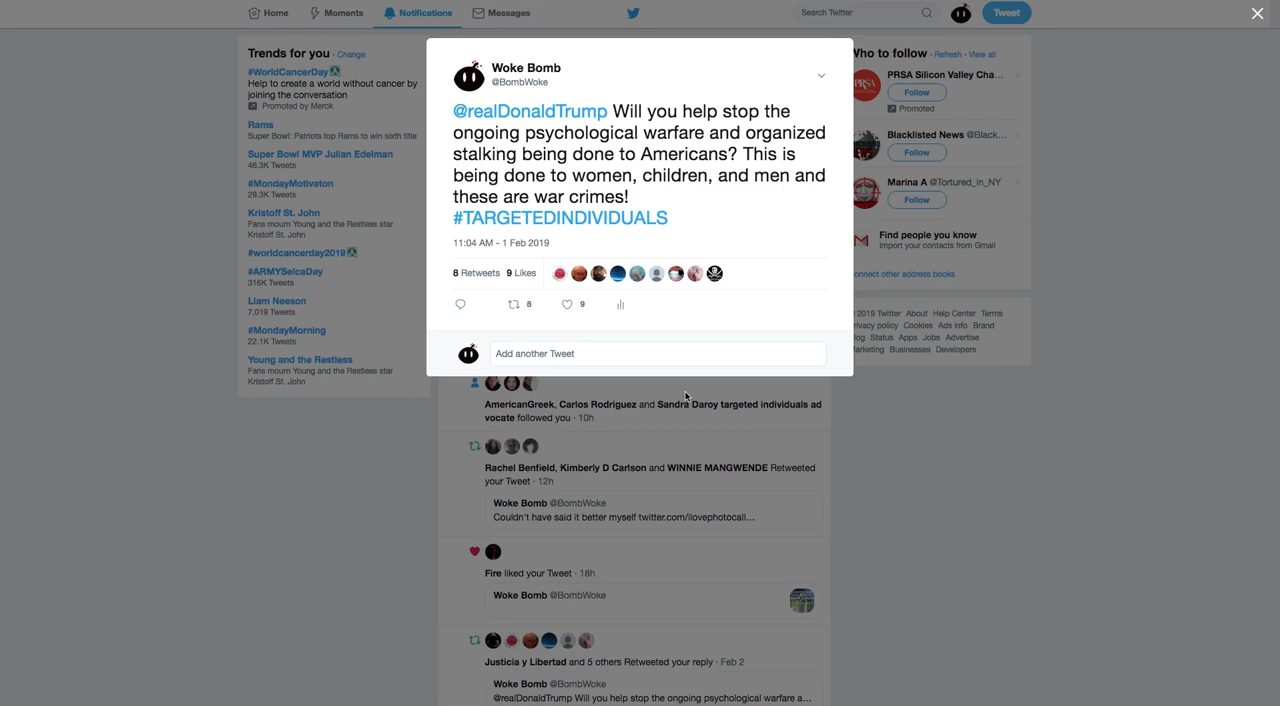 Home
Moments
Notifications
Messages
Search Twitter
Tweet
Trends for you · Change
#WorldCancerDay
Help to create a world without cancer by
joining the conversation
Promoted by Merck
Rams
Super Bowl: Patriots top Rams to win sixth title
Super Bowl MVP Julian Edelman
46.3K Tweets
#MondayMotivaton
29.3K Tweets
Kristoff St. John
Fans mourn Young and the Restless star
Kristoff St. John
#worldcancerday2019
#ARMYSelcaDay
316K Tweets
Liam Neeson
7,019 Tweets
#MondayMorning
22.1K Tweets
Young and the Restless
Fans mourn Young and the Restless star
Kristoff St. John
Woke Bomb
@BombWoke
@realDonaldTrump Will you help stop the
ongoing psychological warfare and organized
stalking being done to Americans? This is
being done to women, children, and men and
these are war crimes!
#TARGETEDINDIVIDUALS
11:04 AM - 1 Feb 2019
8 Retweets 9 Likes
8
9
Add another Tweet
AmericanGreek, Carlos Rodriguez and Sandra Daroy targeted individuals ad
vocate followed you · 10h
Rachel Benfield, Kimberly D Carlson and WINNIE MANGWENDE Retweeted
your Tweet · 12h
Woke Bomb @BombWoke
Couldn't have said it better myself twitter.com/ilovephotocall...
Fire liked your Tweet · 18h
Woke Bomb @BombWoke
Justicia y Libertad and 5 others Retweeted your reply · Feb 2
Woke Bomb @BombWoke
@realDonaldTrump Will you help stop the ongoing psychological warfare a...
Who to follow · Refresh · View all
PRSA Silicon Valley Cha...
Follow
Promoted
Blacklisted News @Black...
Follow
Marina A @Tortured_in_NY
Follow
Find people you know
Import your contacts from Gmail
onnect other address books
2019 Twitter About Help Center Terms
rivacy policy Cookies Ads info Brand
log Status Apps Jobs Advertise
arketing Businesses Developers